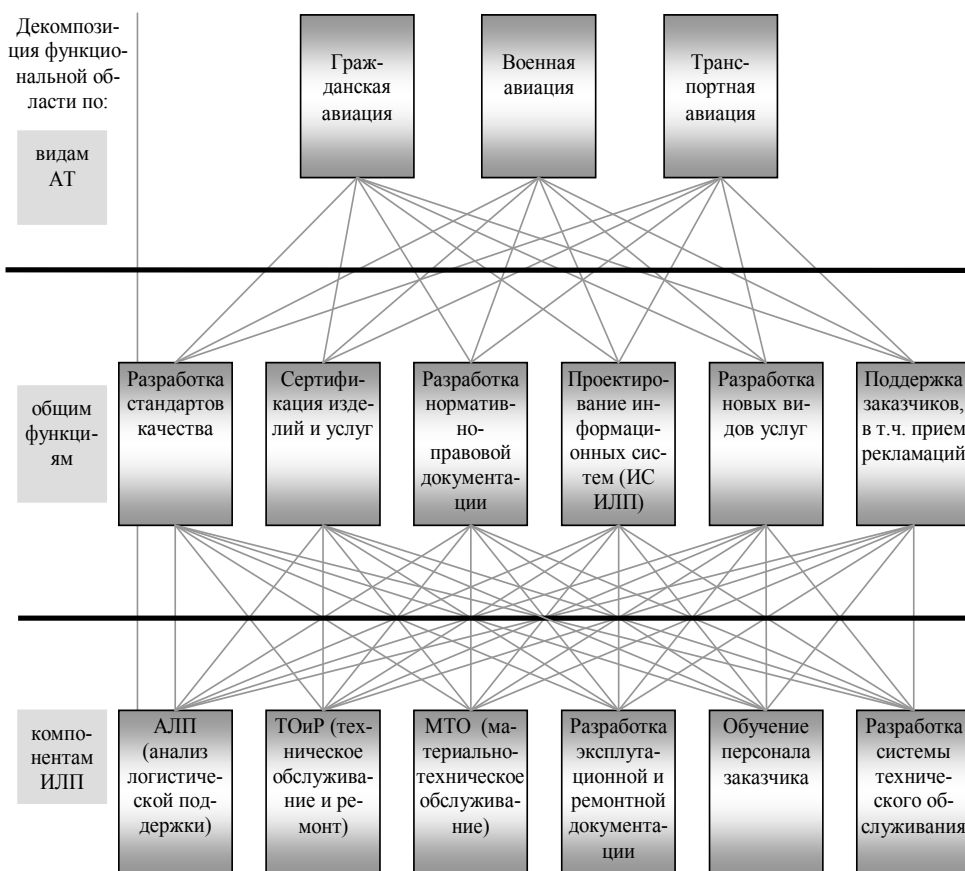 Декомпози-
ция функцио-
нальной об-
ласти по:
видам
АТ
Граж-
данская
авиация
Военная
авиация
Транс-
портная
авиация
общим
функци-
ям
Разработка
стандартов
качества
Сертифи-
кация изде-
лий и услуг
Разработка
норматив-
но-
правовой
документа-
ции
Проектиро-
вание ин-
формаци-
онных сис-
тем (ИС
ИЛП)
Разработка
новых ви-
дов услуг
Поддержка
заказчиков,
в т.ч. прием
рекламаций
компо-
нентам
ИЛП
АЛП
(анализ
логистиче-
ской под-
держки)
ТОиР (тех-
ническое
обслужива-
ние и ре-
монт)
МТО (ма-
териально-
техническое
обслужива-
ние)
Разработка
эксплута-
ционной и
ремонтной
документа-
ции
Обучение
персонала
заказчика
Разработка
системы
техниче-
ского об-
служивания